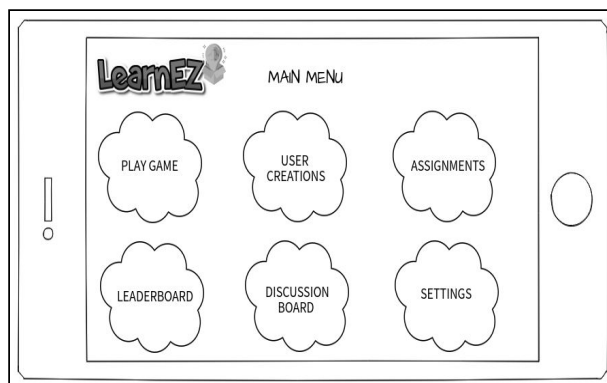 LearnEZ
MAIN MENU
PLAY GAME
USER
CREATIONS
ASSIGNMENTS
LEADERBOARD
DISCUSSION
BOARD
SETTINGS